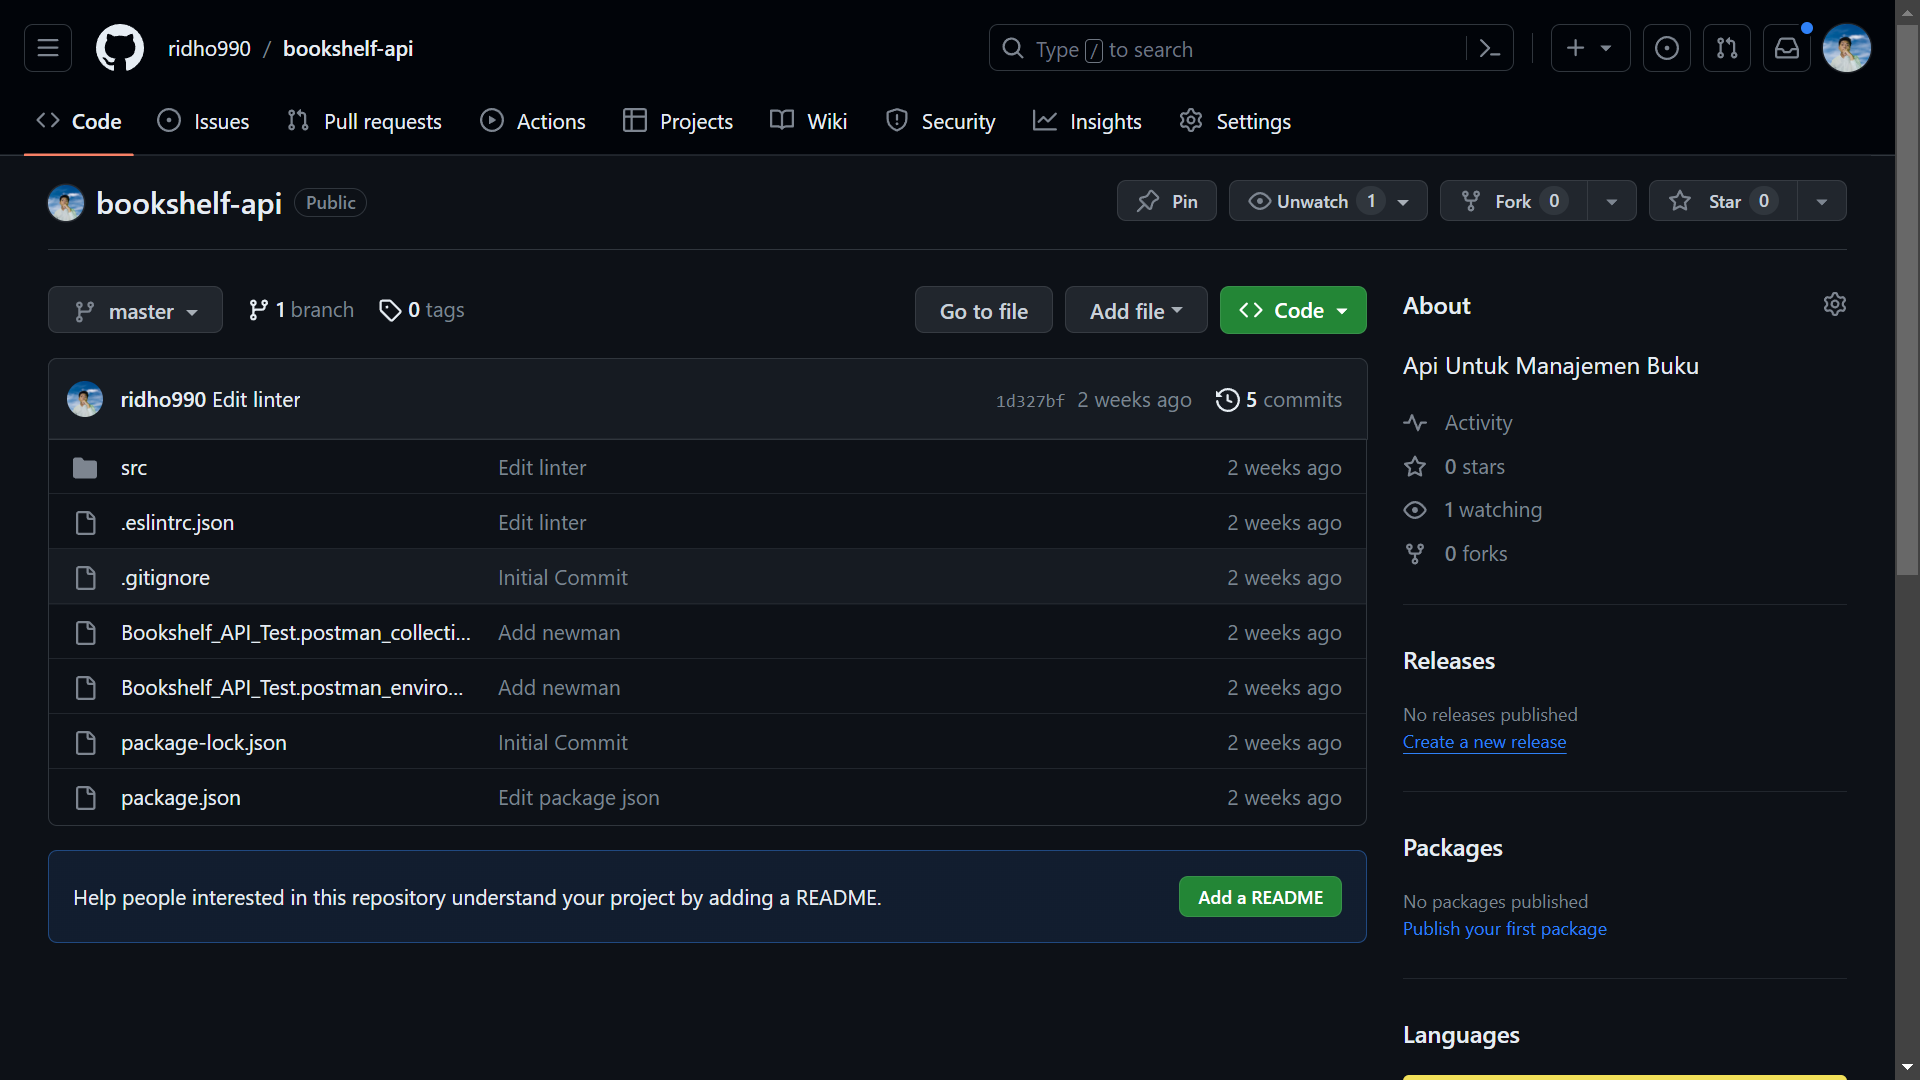 ridho990 / bookshelf-api
Type / to search
Code
Issues
Pull requests
Actions
Projects
Wiki
Security
Insights
Settings
bookshelf-api Public
Pin
Unwatch 1
Fork 0
Star 0
master
1 branch
0 tags
Go to file
Add file
Code
ridho990 Edit linter 1d327bf 2 weeks ago 5 commits
src Edit linter 2 weeks ago
.eslintrc.json Edit linter 2 weeks ago
.gitignore Initial Commit 2 weeks ago
Bookshelf_API_Test.postman_collecti... Add newman 2 weeks ago
Bookshelf_API_Test.postman_enviro... Add newman 2 weeks ago
package-lock.json Initial Commit 2 weeks ago
package.json Edit package json 2 weeks ago
Help people interested in this repository understand your project by adding a README.
Add a README
About
Api Untuk Manajemen Buku
Activity
0 stars
1 watching
0 forks
Releases
No releases published
Create a new release
Packages
No packages published
Publish your first package
Languages